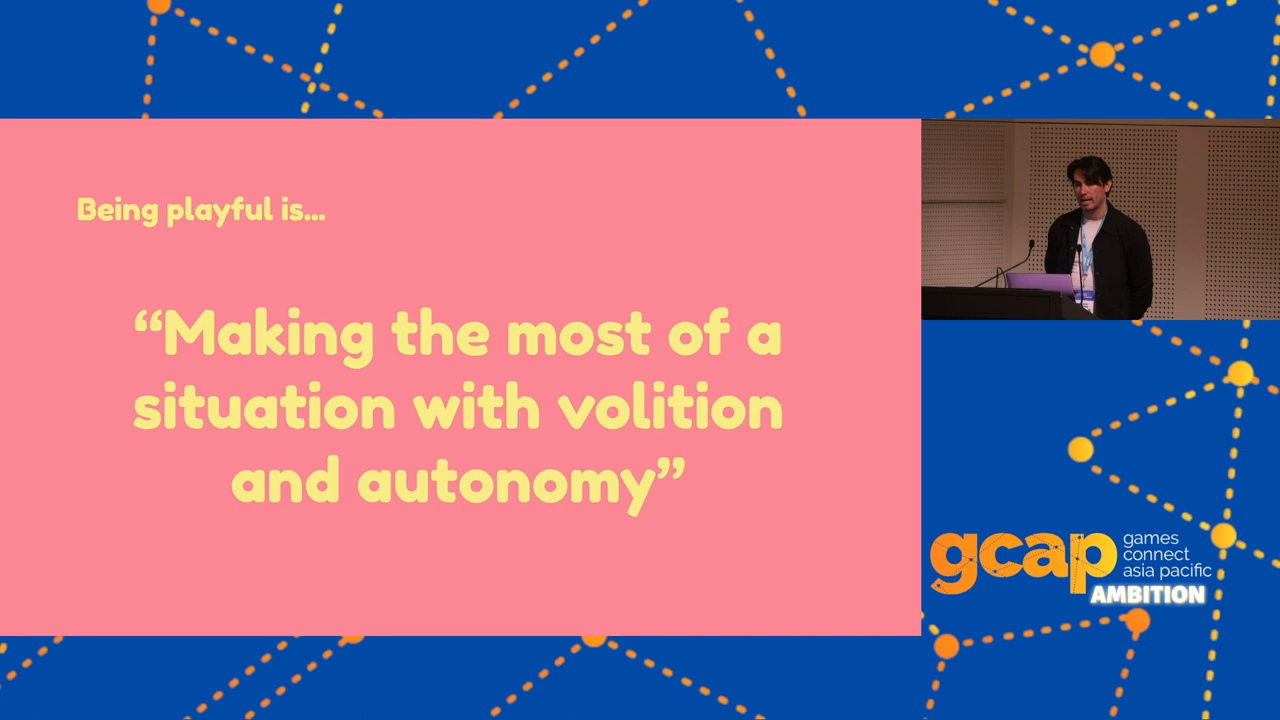 Being playful is...
“Making the most of a
situation with volition
and autonomy”
gcap
games
connect
asia pacific
AMBITION